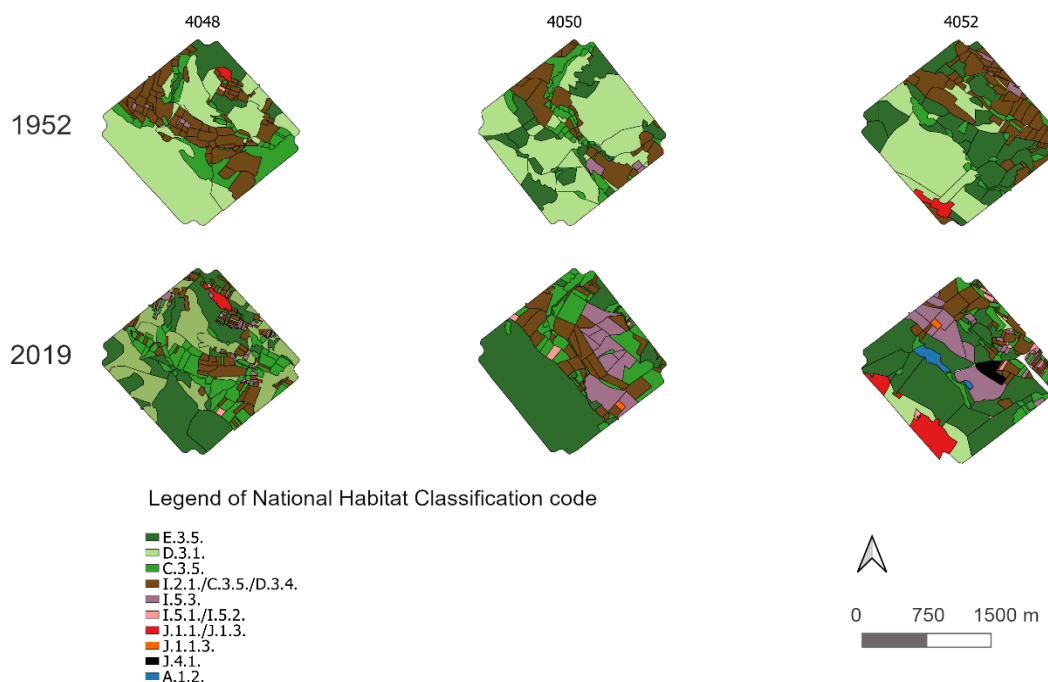 4048 4050 4052
1952
2019
Legend of National Habitat Classification code
E.3.5.
D.3.1.
C.3.5.
I.2.1./C.3.5./D.3.4.
I.5.3.
I.5.1./I.5.2.
J.1.1./J.1.3.
J.1.1.3.
J.4.1.
A.1.2.
0 750 1500 m